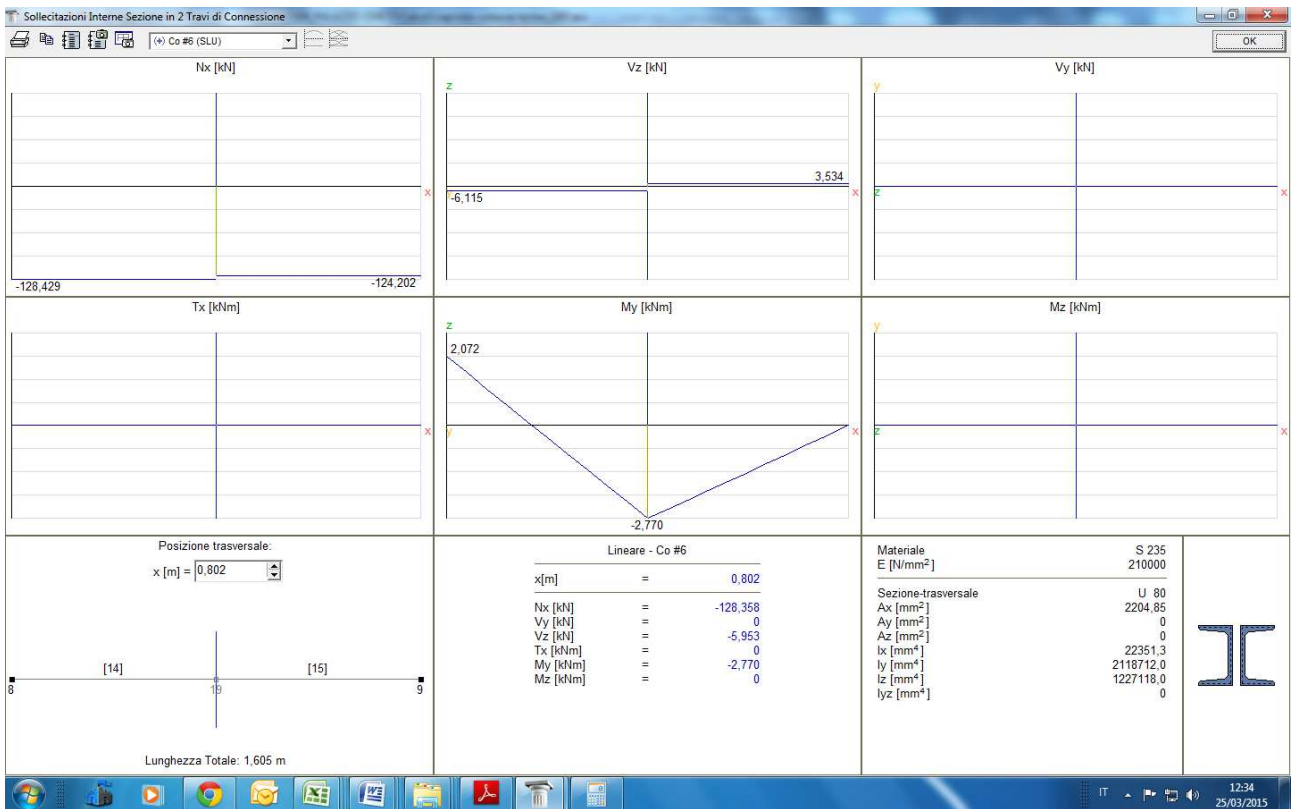 Sollecitazioni Interne Sezione in 2 Travi di Connessione
(+) Co #6 (SLU)
OK
Nx [kN]
-128,429
-124,202
x
Vz [kN]
z
y
-6,115
3,534
x
Vy [kN]
y
z
x
Tx [kNm]
x
My [kNm]
z
2,072
y
-2,770
x
Mz [kNm]
y
z
x
Posizione trasversale:
x [m] = 0,802
[14] [15]
8 19 9
Lunghezza Totale: 1,605 m
Lineare - Co #6
x[m] = 0,802
Nx [kN] = -128,358
Vy [kN] = 0
Vz [kN] = -5,953
Tx [kNm] = 0
My [kNm] = -2,770
Mz [kNm] = 0
Materiale S 235
E [N/mm²] 210000
Sezione-trasversale U 80
Ax [mm²] 2204,85
Ay [mm²] 0
Az [mm²] 0
Ix [mm⁴] 22351,3
Iy [mm⁴] 2118712,0
Iz [mm⁴] 1227118,0
Iyz [mm⁴] 0
IT
12:34
25/03/2015